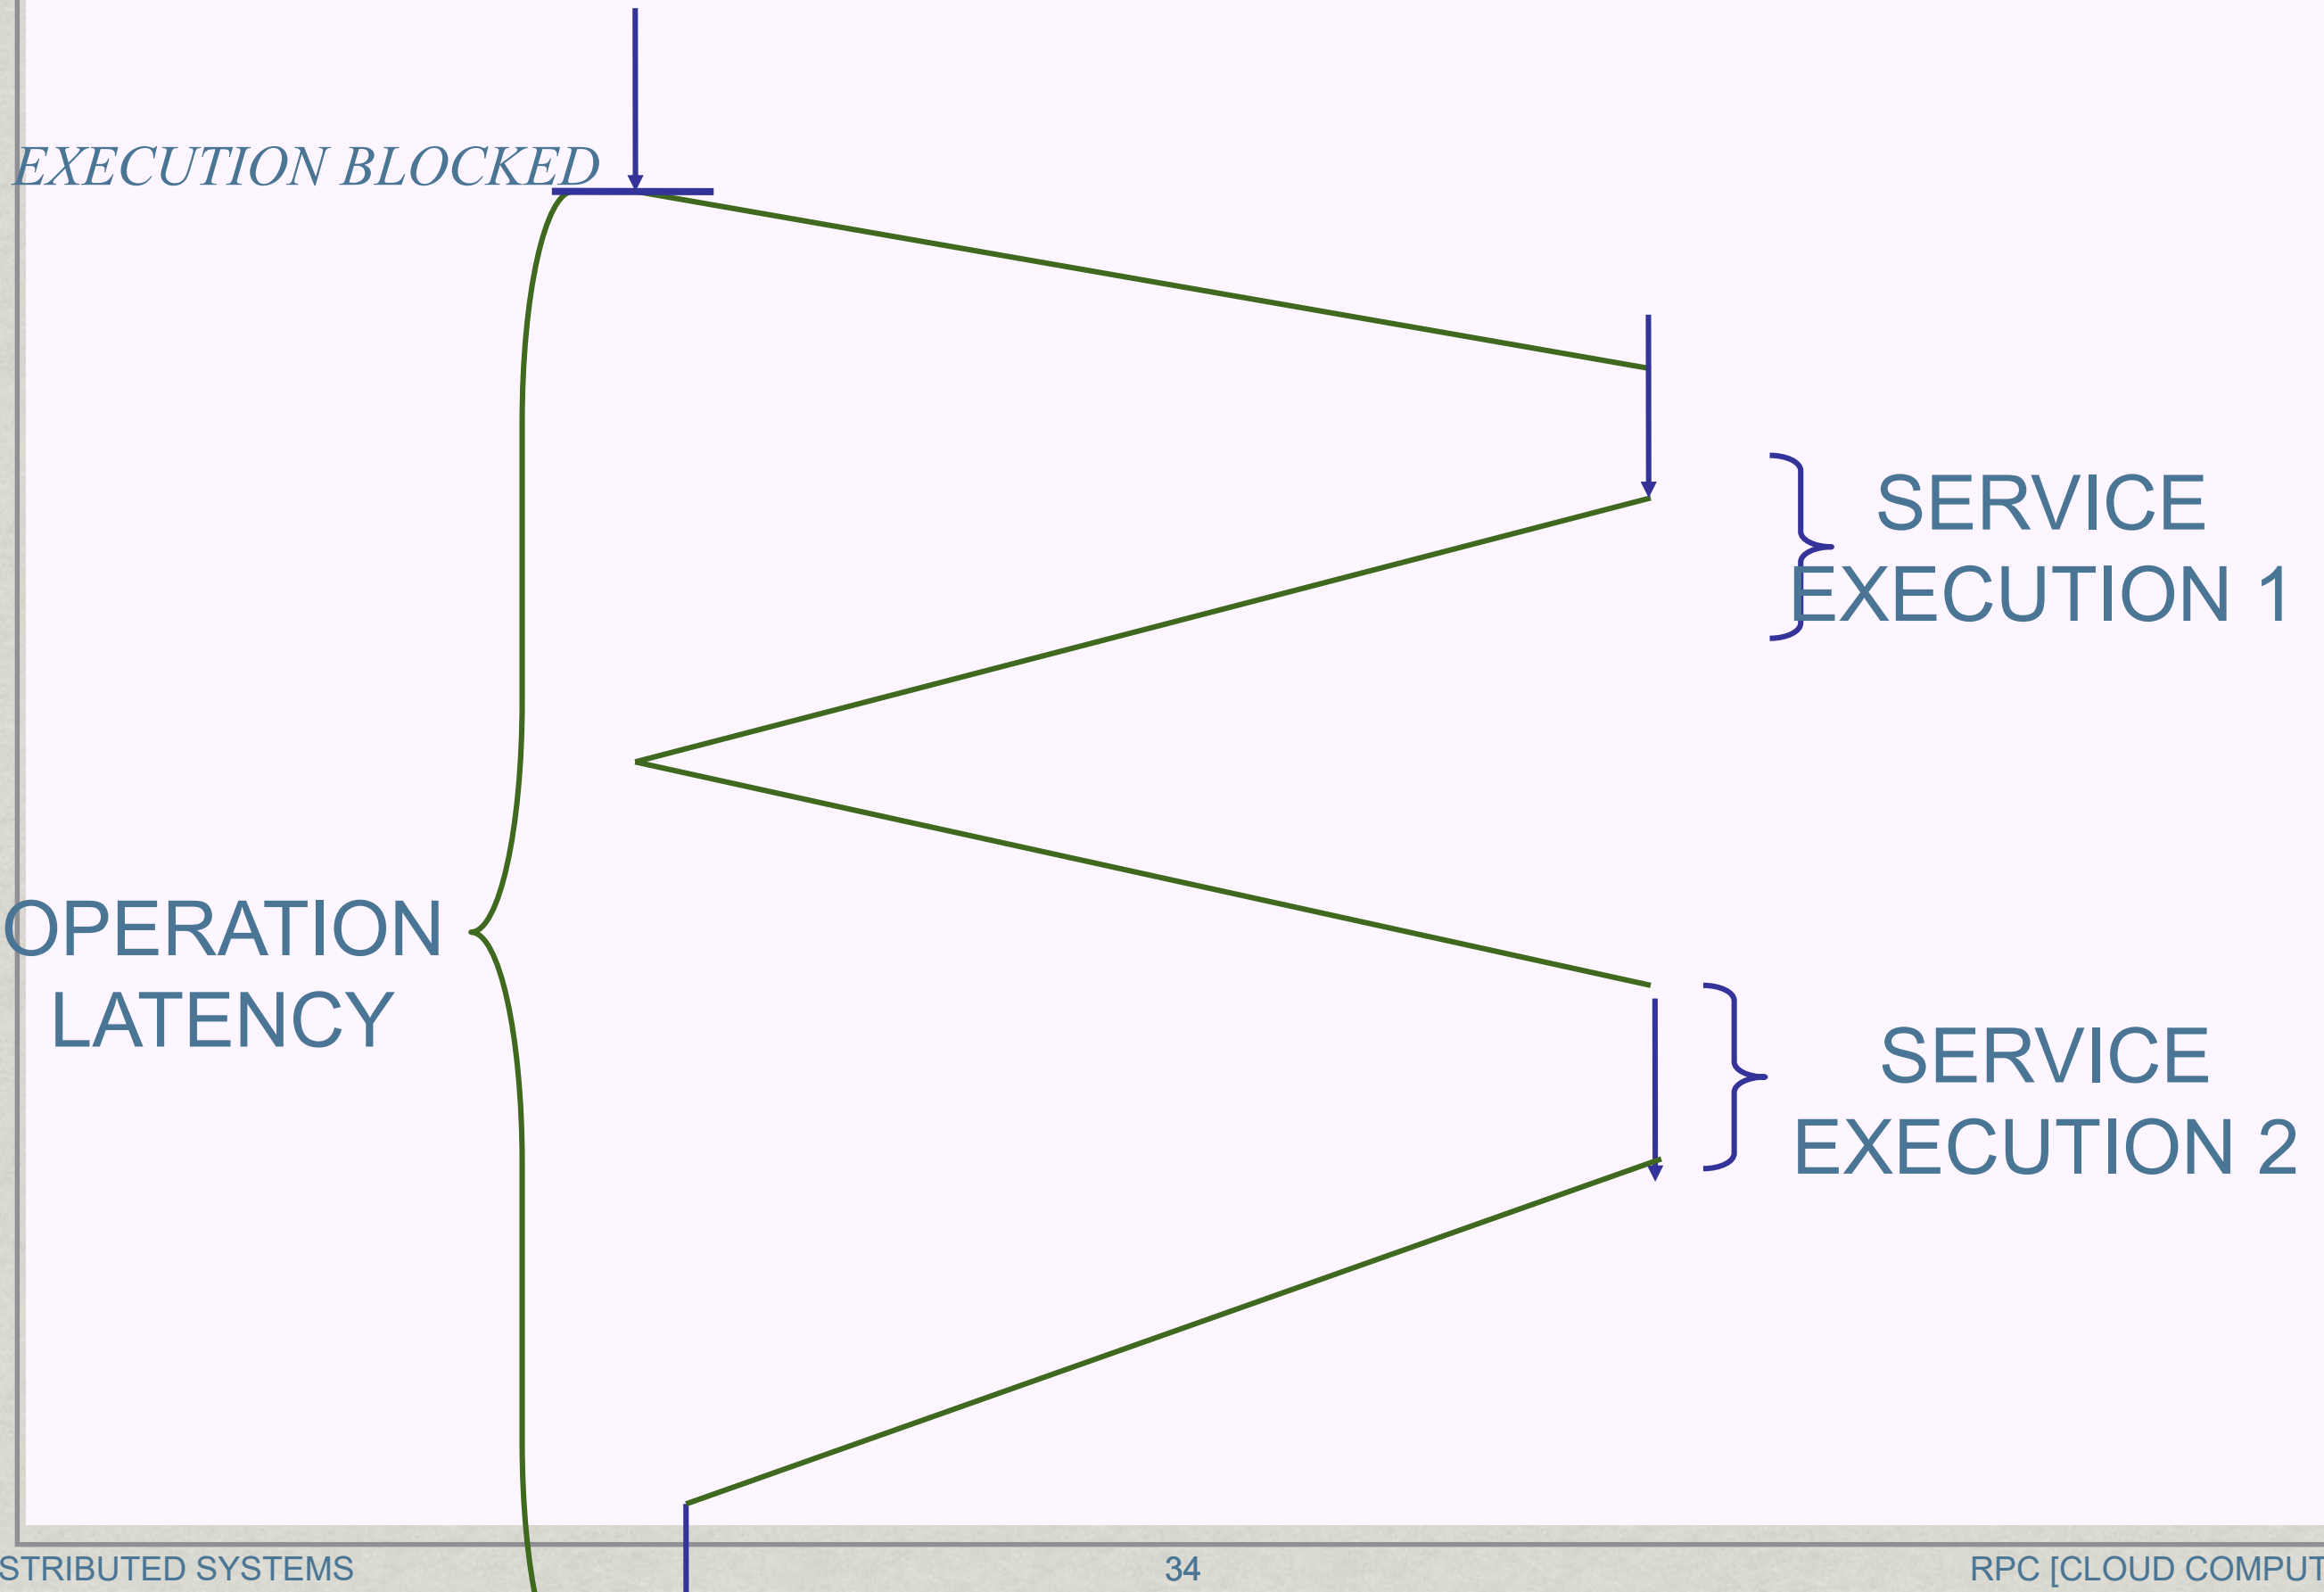 EXECUTION BLOCKED
SERVICE
EXECUTION 1
OPERATION
LATENCY
SERVICE
EXECUTION 2
STRIBUTED SYSTEMS
34
RPC [CLOUD COMPUT